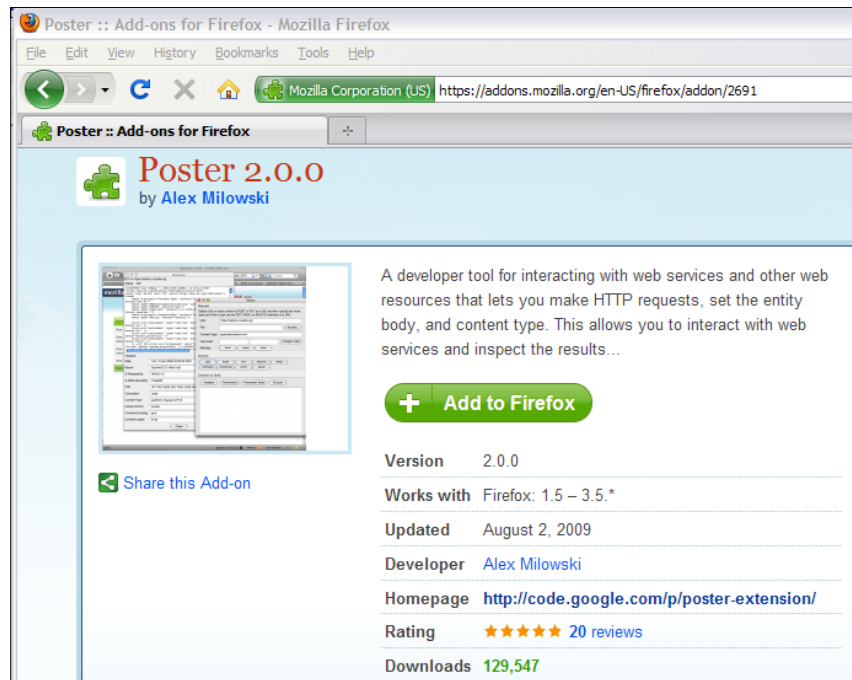 Poster :: Add-ons for Firefox - Mozilla Firefox
File Edit View History Bookmarks Tools Help
Mozilla Corporation (US) https://addons.mozilla.org/en-US/firefox/addon/2691
Poster :: Add-ons for Firefox
Poster 2.0.0
by Alex Milowski
A developer tool for interacting with web services and other web
resources that lets you make HTTP requests, set the entity
body, and content type. This allows you to interact with web
services and inspect the results...
Add to Firefox
Share this Add-on
Version 2.0.0
Works with Firefox: 1.5 – 3.5.*
Updated August 2, 2009
Developer Alex Milowski
Homepage http://code.google.com/p/poster-extension/
Rating 20 reviews
Downloads 129,547